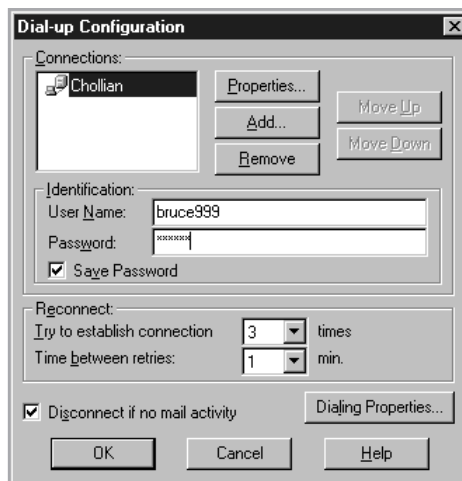 Dial-up Configuration
Connections:
Chollian
Properties...
Add...
Remove
Move Up
Move Down
Identification:
User Name: bruce999
Password: xxxxxx
Save Password
Reconnect:
Try to establish connection 3 times
Time between retries: 1 min.
Disconnect if no mail activity
Dialing Properties...
OK Cancel Help